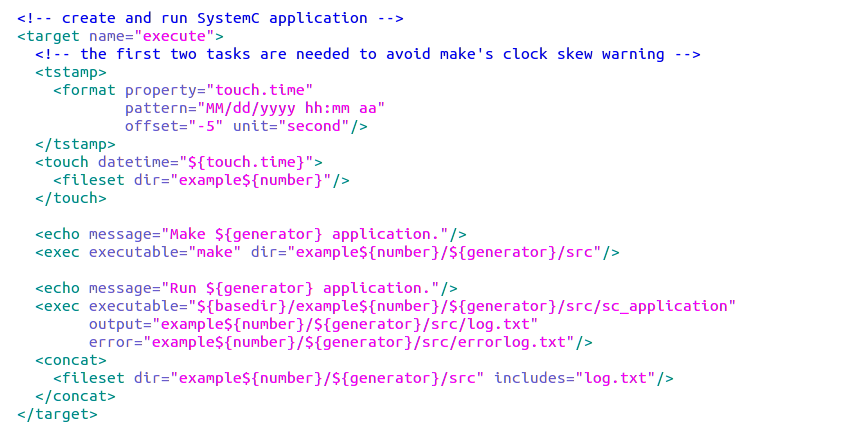 <!-- create and run SystemC application -->
<target name="execute">
  <!-- the first two tasks are needed to avoid make's clock skew warning -->
  <tstamp>
    <format property="touch.time"
            pattern="MM/dd/yyyy hh:mm aa"
            offset="-5" unit="second"/>
  </tstamp>
  <touch datetime="${touch.time}">
    <fileset dir="example${number}"/>
  </touch>

  <echo message="Make ${generator} application."/>
  <exec executable="make" dir="example${number}/${generator}/src"/>

  <echo message="Run ${generator} application."/>
  <exec executable="${basedir}/example${number}/${generator}/src/sc_application"
        output="example${number}/${generator}/src/log.txt"
        error="example${number}/${generator}/src/errorlog.txt"/>
  <concat>
    <fileset dir="example${number}/${generator}/src" includes="log.txt"/>
  </concat>
</target>